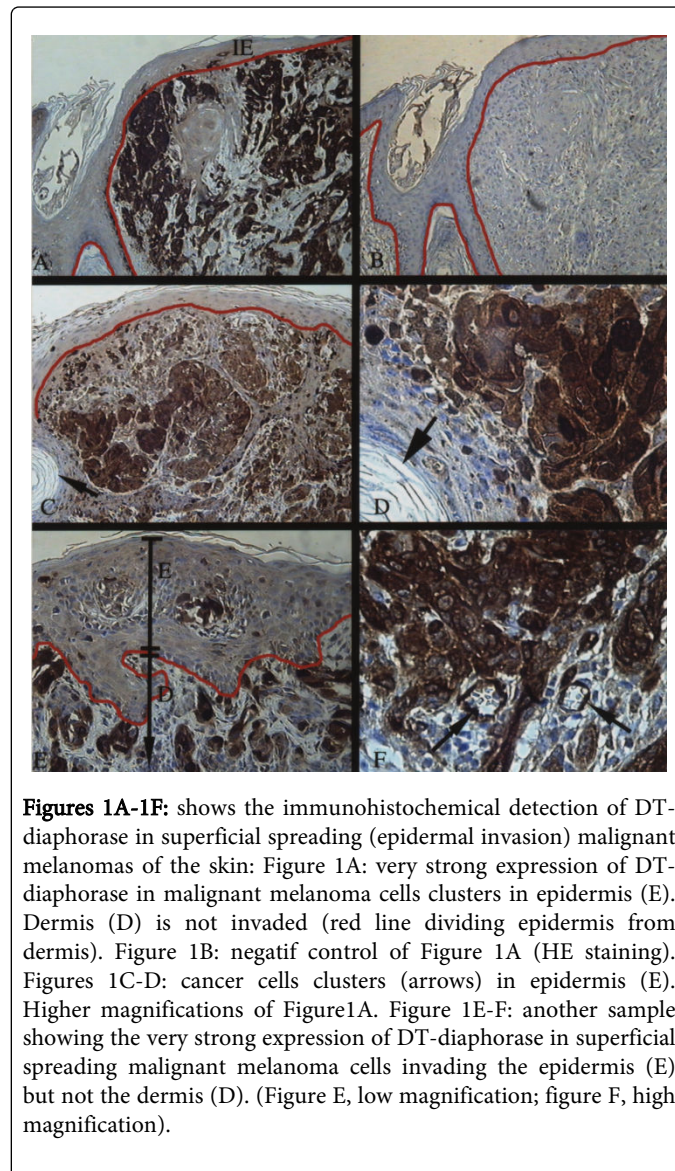 IE
A
B
C
D
E
D
E
F
Figures 1A-1F: shows the immunohistochemical detection of DT-
diaphorase in superficial spreading (epidermal invasion) malignant
melanomas of the skin: Figure 1A: very strong expression of DT-
diaphorase in malignant melanoma cells clusters in epidermis (E).
Dermis (D) is not invaded (red line dividing epidermis from
dermis). Figure 1B: negatif control of Figure 1A (HE staining).
Figures 1C-D: cancer cells clusters (arrows) in epidermis (E).
Higher magnifications of Figure1A. Figure 1E-F: another sample
showing the very strong expression of DT-diaphorase in superficial
spreading malignant melanoma cells invading the epidermis (E)
but not the dermis (D). (Figure E, low magnification; figure F, high
magnification).